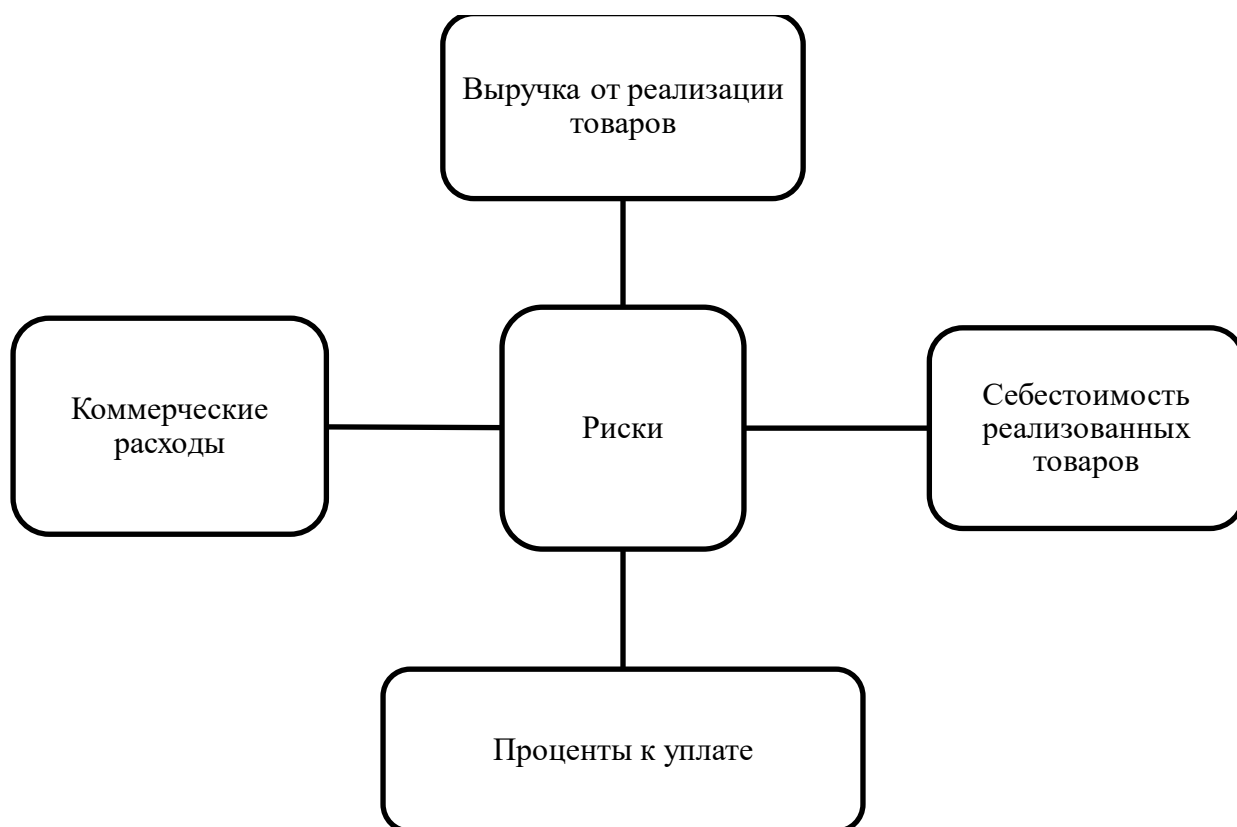 Выручка от реализации
товаров
Коммерческие
расходы
Риски
Себестоимость
реализованных
товаров
Проценты к уплате